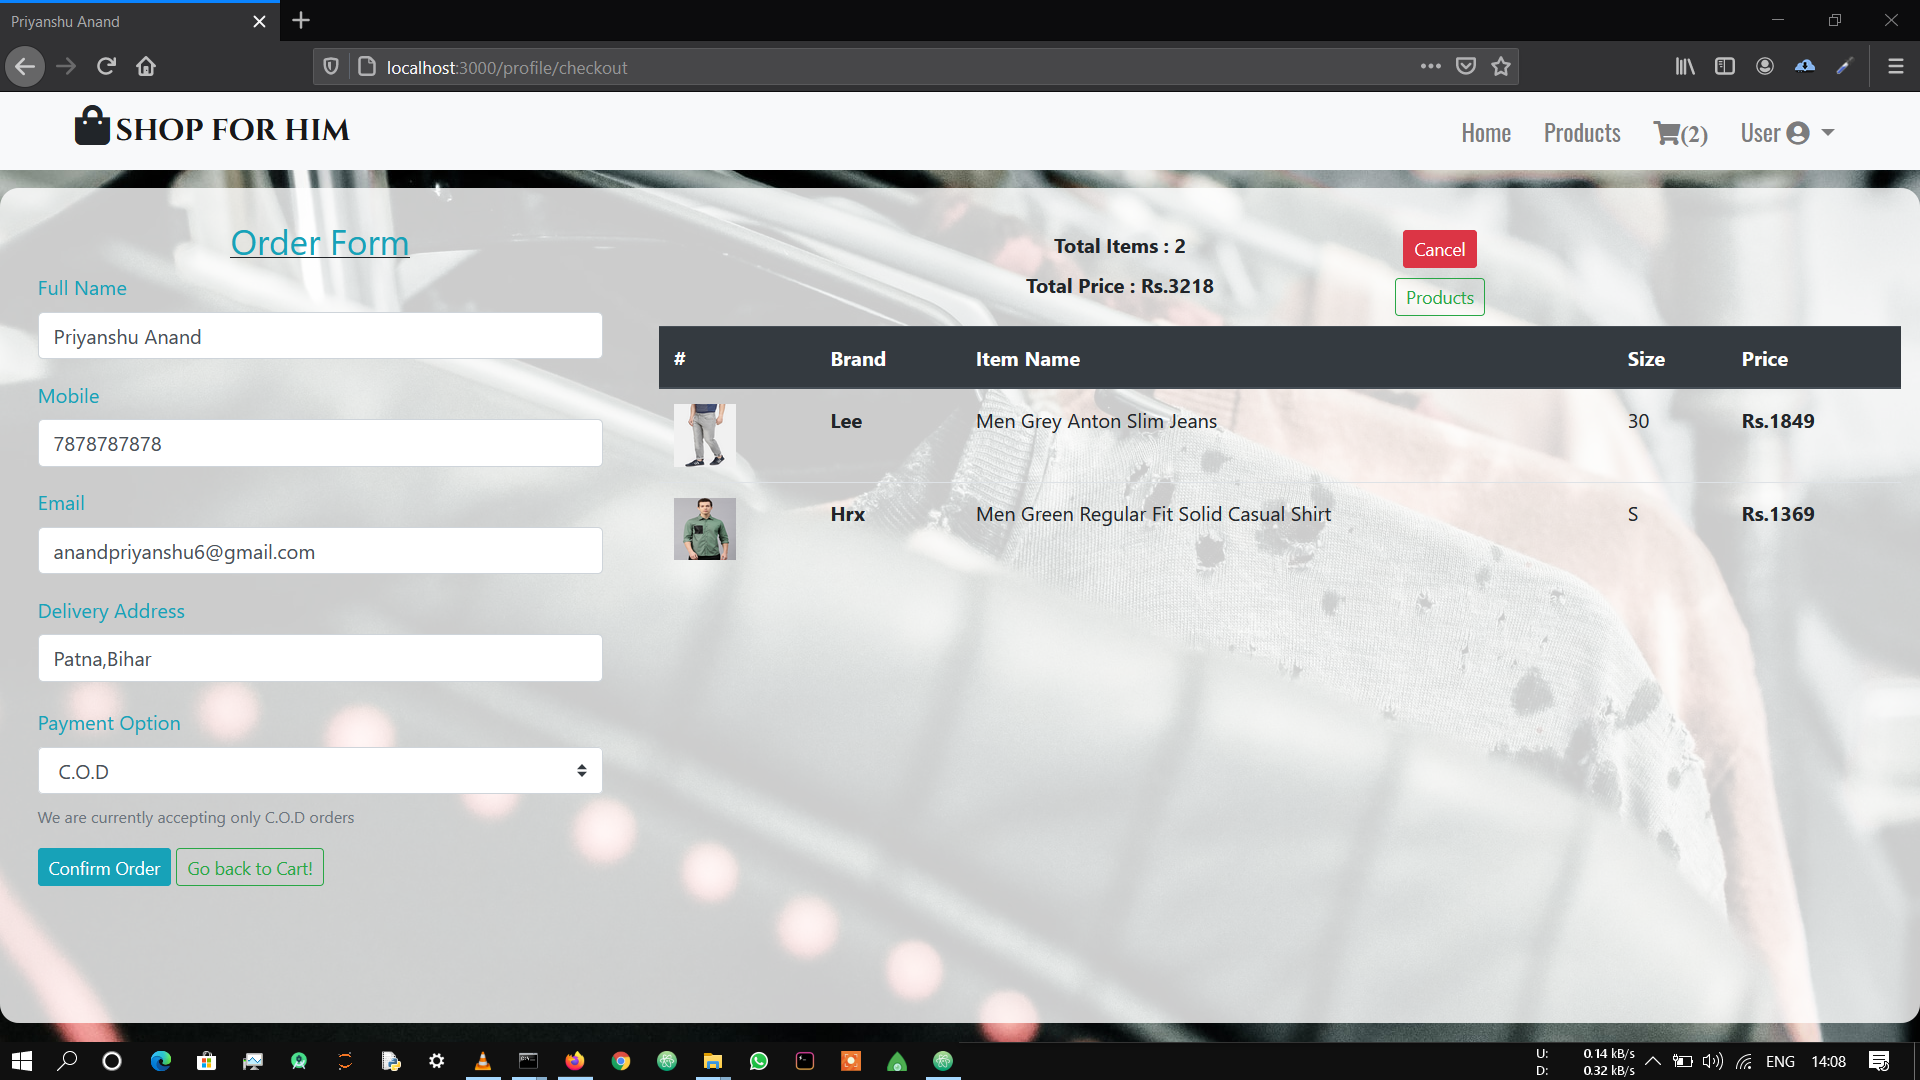 Priyanshu Anand
localhost:3000/profile/checkout
SHOP FOR HIM
Home
Products
(2)
User
Order Form
Full Name
Priyanshu Anand
Mobile
7878787878
Email
anandpriyanshu6@gmail.com
Delivery Address
Patna,Bihar
Payment Option
C.O.D
We are currently accepting only C.O.D orders
Confirm Order
Go back to Cart!
Total Items : 2
Cancel
Total Price : Rs.3218
Products
# Brand Item Name Size Price
Lee Men Grey Anton Slim Jeans 30 Rs.1849
Hrx Men Green Regular Fit Solid Casual Shirt S Rs.1369
U: 0.14 kB/s
D: 0.32 kB/s
ENG
14:08